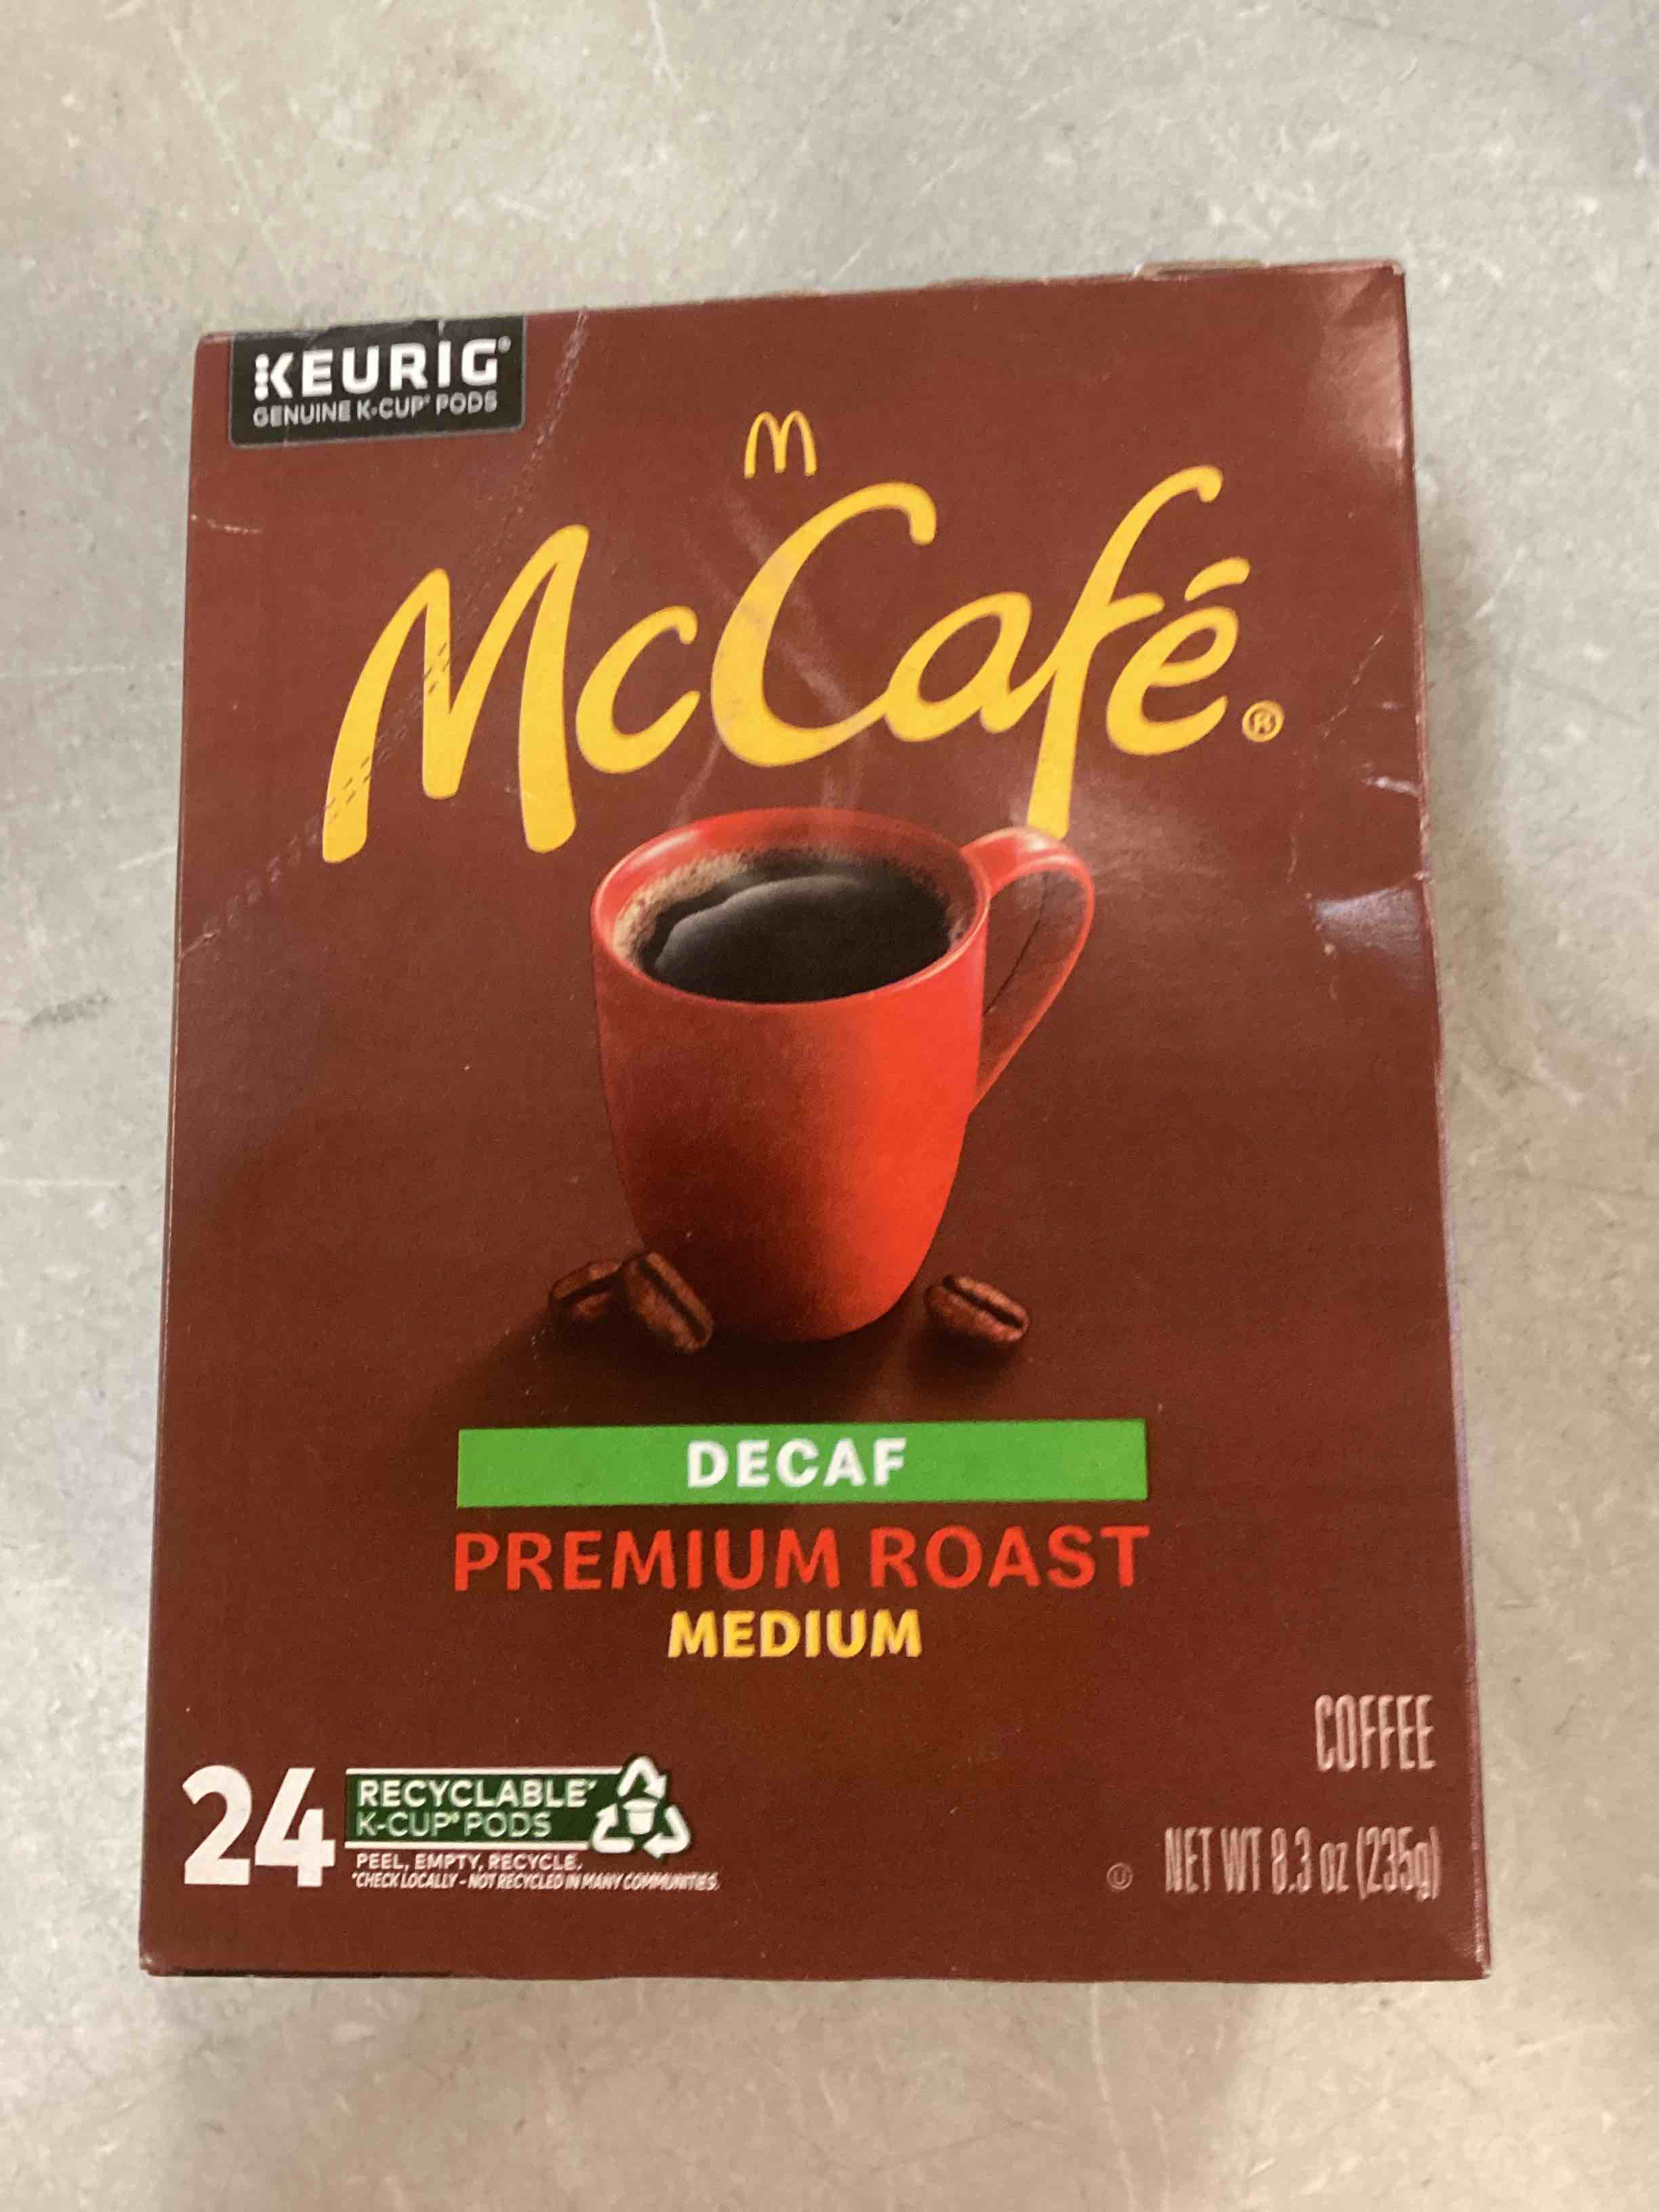 KEURIG®
GENUINE K-CUP® PODS
M
McCafé®
DECAF
PREMIUM ROAST
MEDIUM
COFFEE
24
RECYCLABLE*
K-CUP® PODS
PEEL, EMPTY, RECYCLE.
*CHECK LOCALLY - NOT RECYCLED IN MANY COMMUNITIES.
U NET WT 8.3 oz (235g)